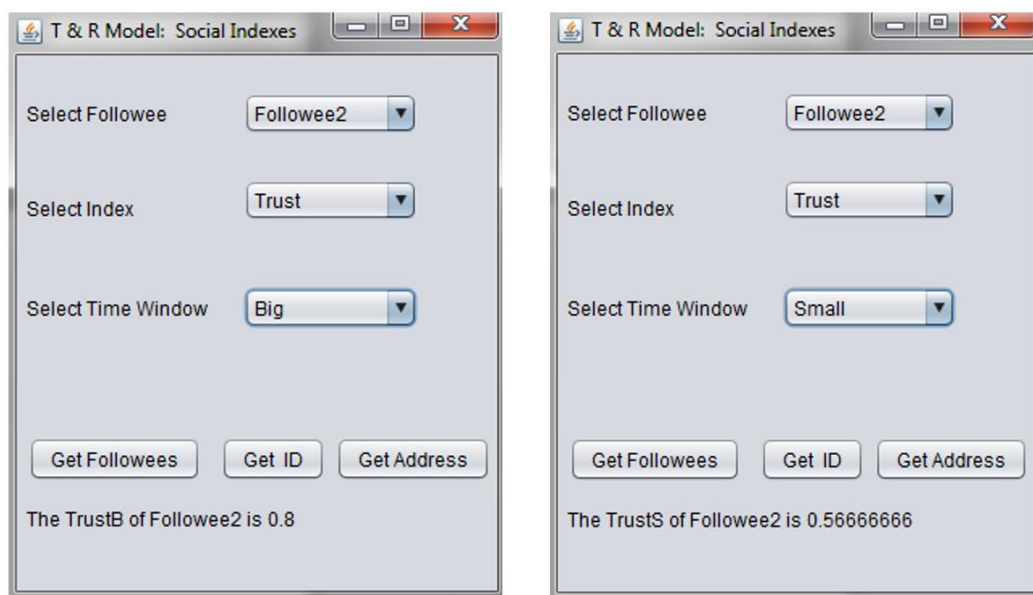 T & R Model: Social Indexes
Select Followee Followee2
Select Index Trust
Select Time Window Big
Get Followees Get ID Get Address
The TrustB of Followee2 is 0.8
T & R Model: Social Indexes
Select Followee Followee2
Select Index Trust
Select Time Window Small
Get Followees Get ID Get Address
The TrustS of Followee2 is 0.56666666